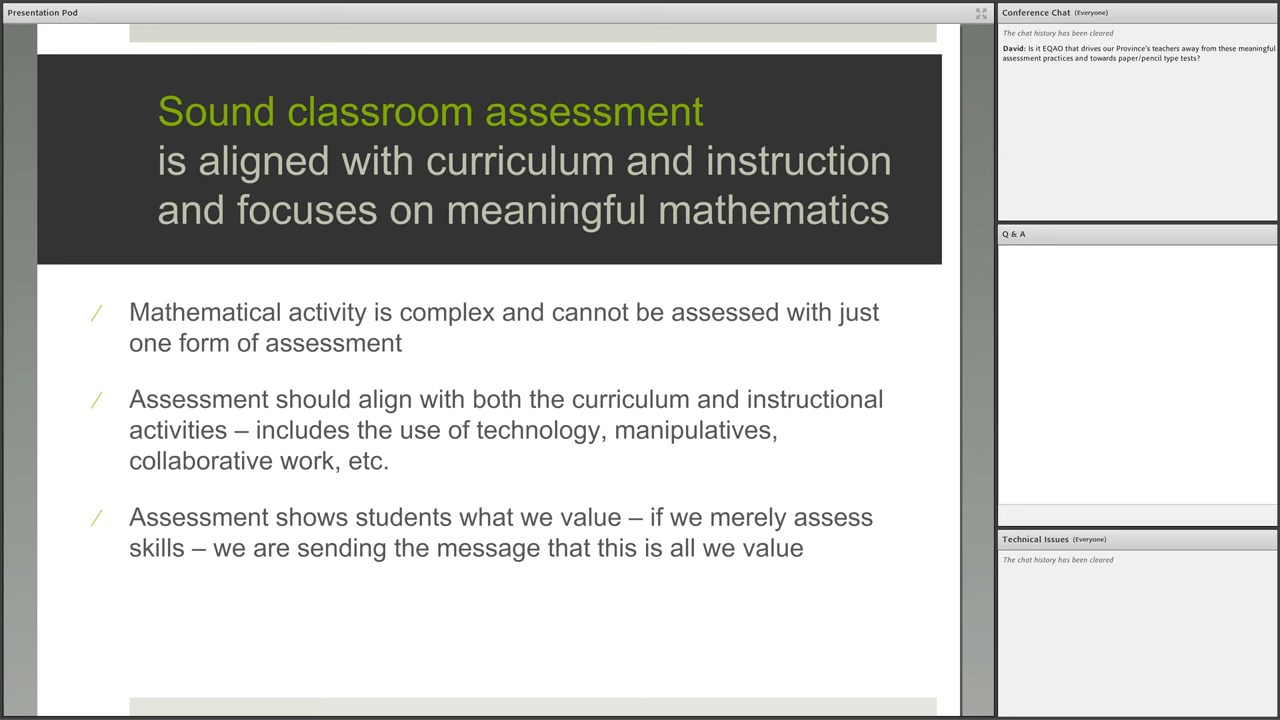 Presentation Pod
Sound classroom assessment
is aligned with curriculum and instruction
and focuses on meaningful mathematics
Mathematical activity is complex and cannot be assessed with just
one form of assessment
Assessment should align with both the curriculum and instructional
activities – includes the use of technology, manipulatives,
collaborative work, etc.
Assessment shows students what we value – if we merely assess
skills – we are sending the message that this is all we value
Conference Chat (Everyone)
The chat history has been cleared
David: Is it EQAO that drives our Province's teachers away from these meaningful
assessment practices and towards paper/pencil type tests?
Q & A
Technical Issues (Everyone)
The chat history has been cleared